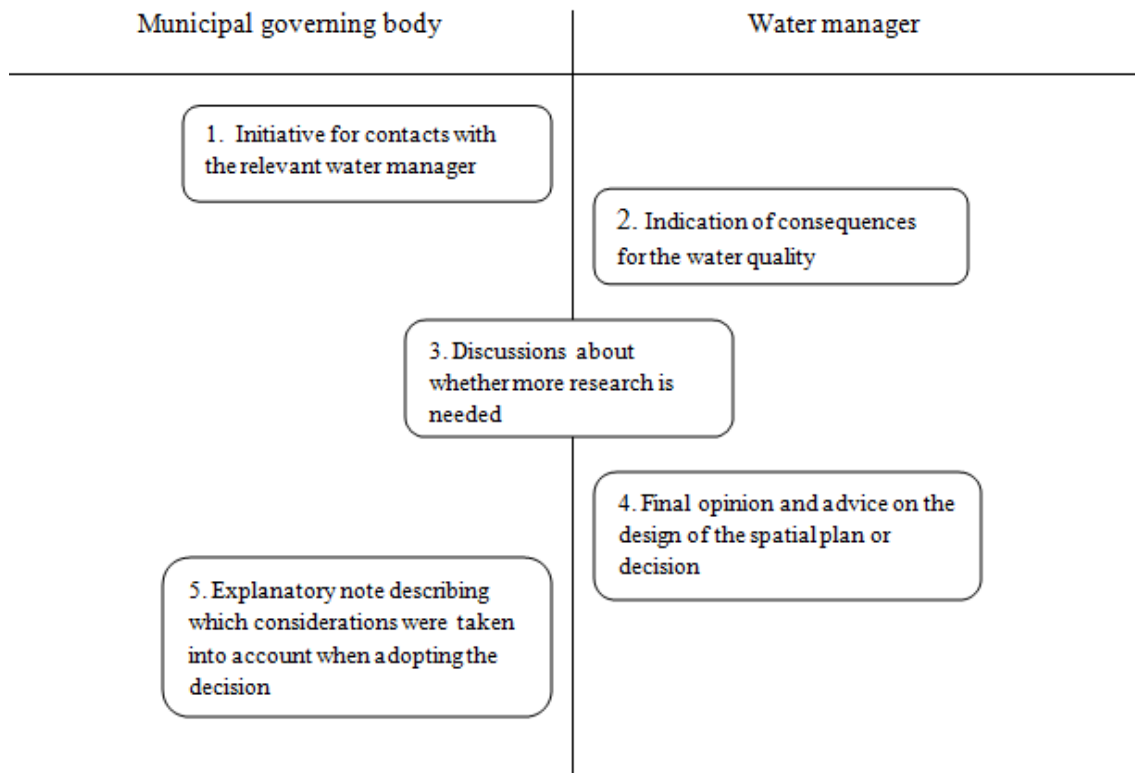 Municipal governing body
Water manager
1. Initiative for contacts with
the relevant water manager
2. Indication of consequences
for the water quality
3. Discussions about
whether more research is
needed
4. Final opinion and advice on the
design of the spatial plan or
decision
5. Explanatory note describing
which considerations were taken
into account when adopting the
decision